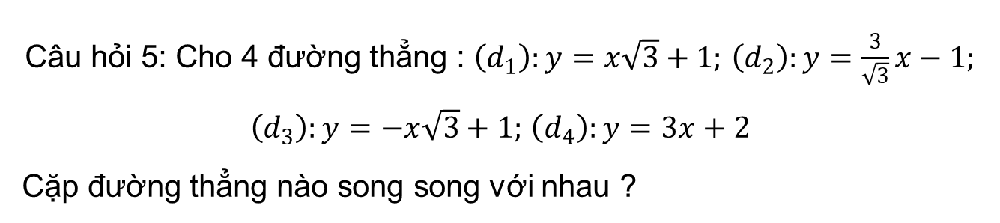 Câu hỏi 5: Cho 4 đường thẳng : (d₁): y = x√3 + 1; (d₂): y = 3/√3 x − 1;
(d₃): y = −x√3 + 1; (d₄): y = 3x + 2
Cặp đường thẳng nào song song với nhau ?